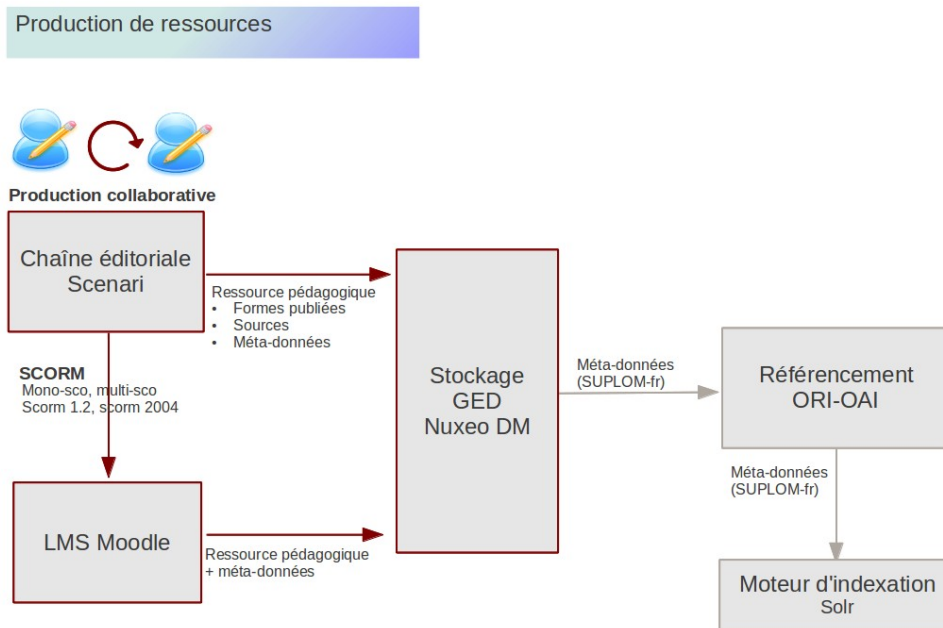 Production de ressources
Production collaborative
Chaîne éditoriale
Scenari
Ressource pédagogique
• Formes publiées
• Sources
• Méta-données
SCORM
Mono-sco, multi-sco
Scorm 1.2, scorm 2004
Stockage
GED
Nuxeo DM
Méta-données
(SUPLOM-fr)
Référencement
ORI-OAI
Méta-données
(SUPLOM-fr)
LMS Moodle
Ressource pédagogique
+ méta-données
Moteur d'indexation
Solr